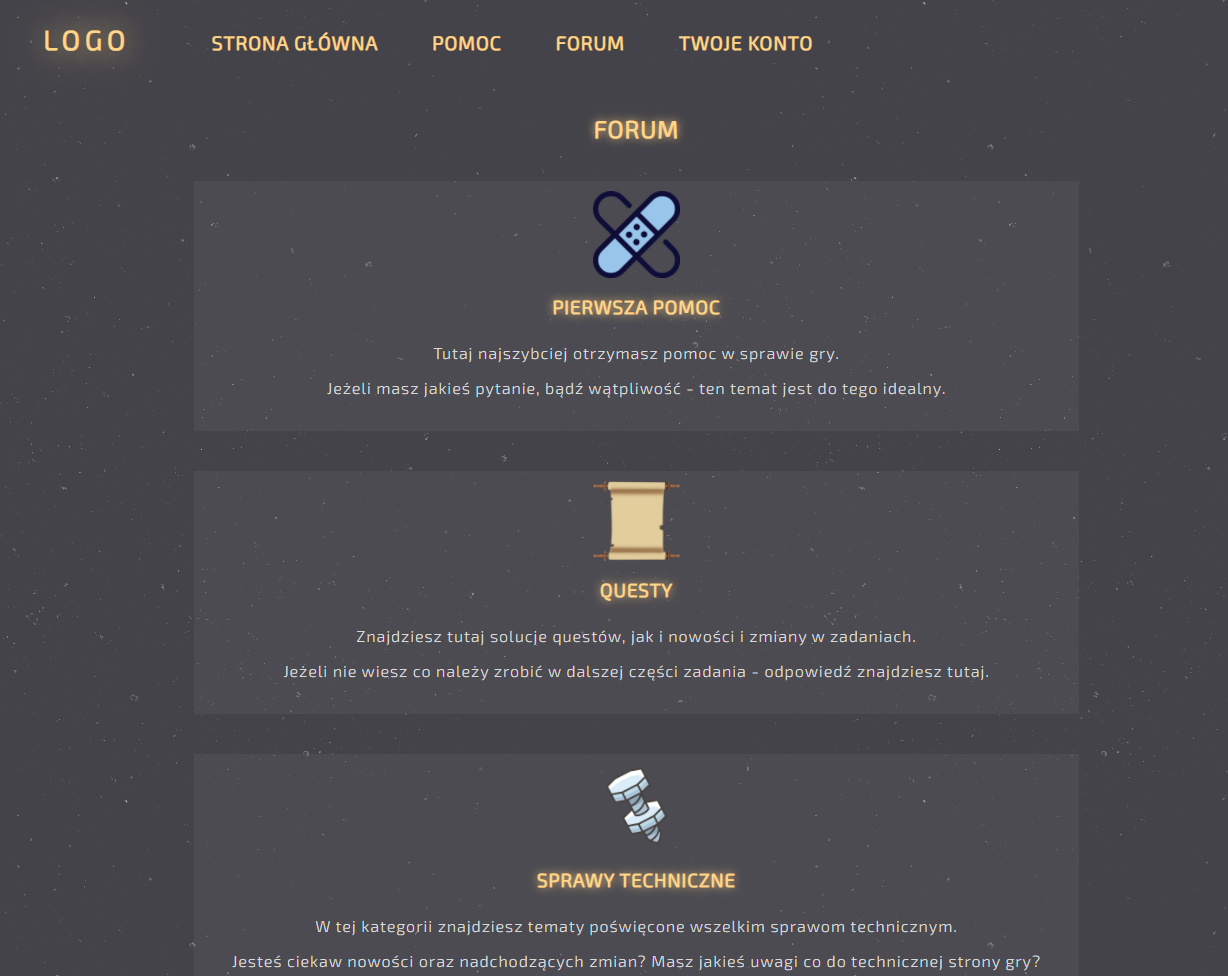 LOGO
STRONA GŁÓWNA POMOC FORUM TWOJE KONTO
FORUM
PIERWSZA POMOC
Tutaj najszybciej otrzymasz pomoc w sprawie gry.
Jeżeli masz jakieś pytanie, bądź wątpliwość - ten temat jest do tego idealny.
QUESTY
Znajdziesz tutaj solucje questów, jak i nowości i zmiany w zadaniach.
Jeżeli nie wiesz co należy zrobić w dalszej części zadania - odpowiedź znajdziesz tutaj.
SPRAWY TECHNICZNE
W tej kategorii znajdziesz tematy poświęcone wszelkim sprawom technicznym.
Jesteś ciekaw nowości oraz nadchodzących zmian? Masz jakieś uwagi co do technicznej strony gry?